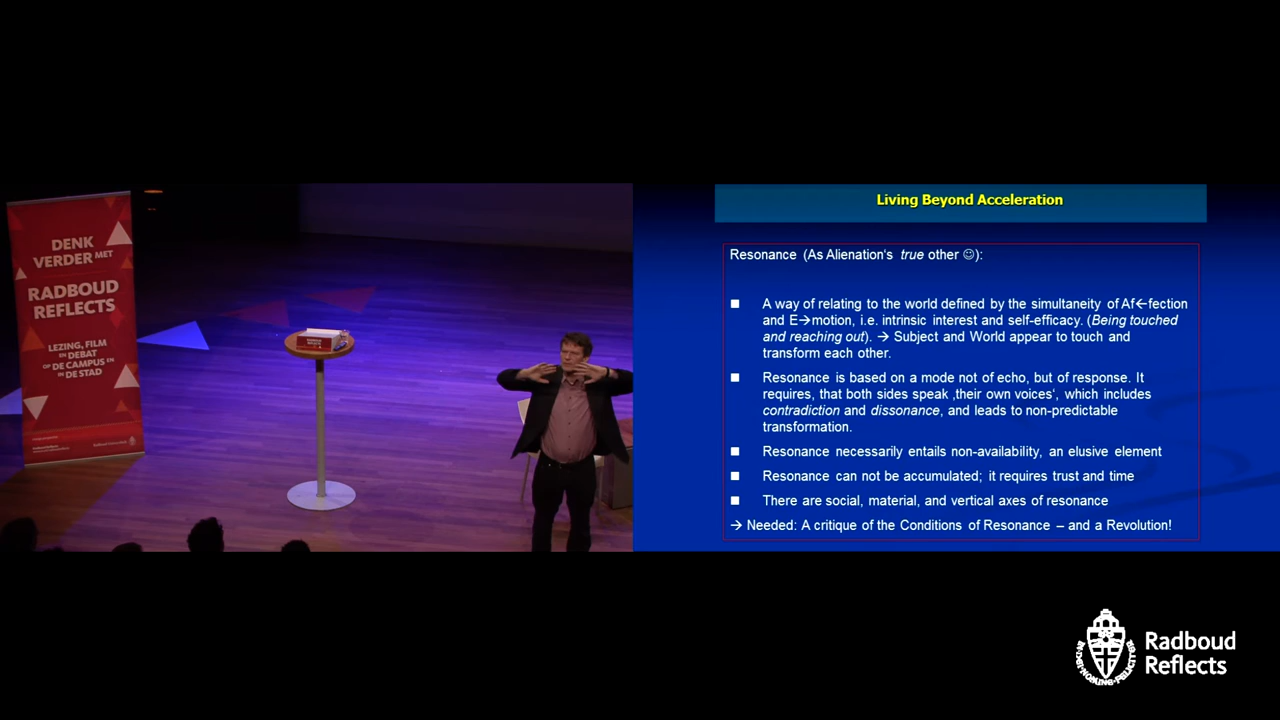 DENK
VERDER MET
RADBOUD
REFLECTS
LEZING, FILM
EN DEBAT
OP DE CAMPUS EN
IN DE STAD
Living Beyond Acceleration
Resonance (As Alienation's true other ☺):
■ A way of relating to the world defined by the simultaneity of Af←fection
and E→motion, i.e. intrinsic interest and self-efficacy. (Being touched
and reaching out). → Subject and World appear to touch and
transform each other.
■ Resonance is based on a mode not of echo, but of response. It
requires, that both sides speak ‚their own voices‘, which includes
contradiction and dissonance, and leads to non-predictable
transformation.
■ Resonance necessarily entails non-availability, an elusive element
■ Resonance can not be accumulated; it requires trust and time
■ There are social, material, and vertical axes of resonance
→ Needed: A critique of the Conditions of Resonance – and a Revolution!
Radboud
Reflects